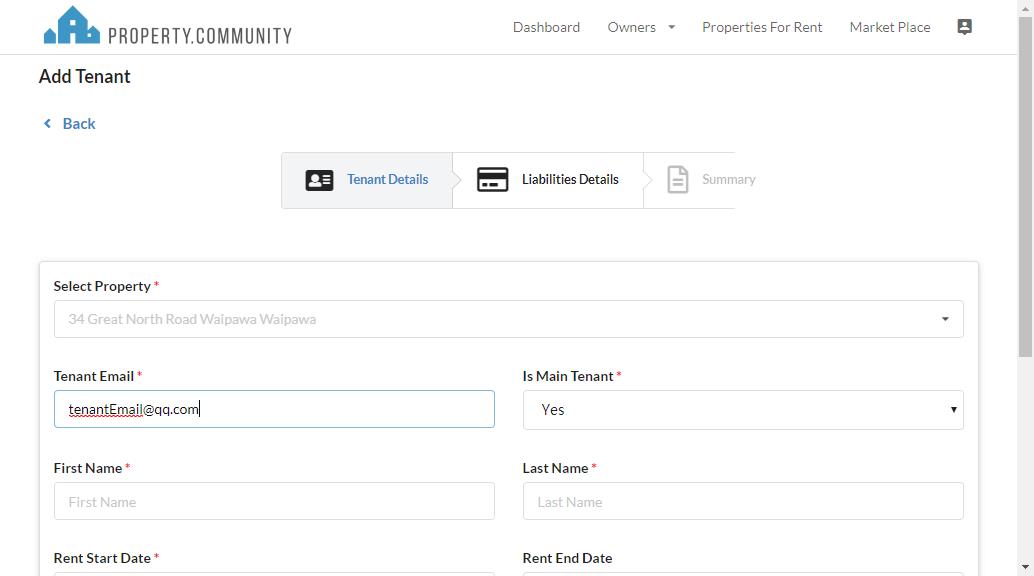 PROPERTY.COMMUNITY
Dashboard Owners Properties For Rent Market Place
Add Tenant
Back
Tenant Details Liabilities Details Summary
Select Property *
34 Great North Road Waipawa Waipawa
Tenant Email * Is Main Tenant *
tenantEmail@qq.com Yes
First Name * Last Name *
First Name Last Name
Rent Start Date * Rent End Date